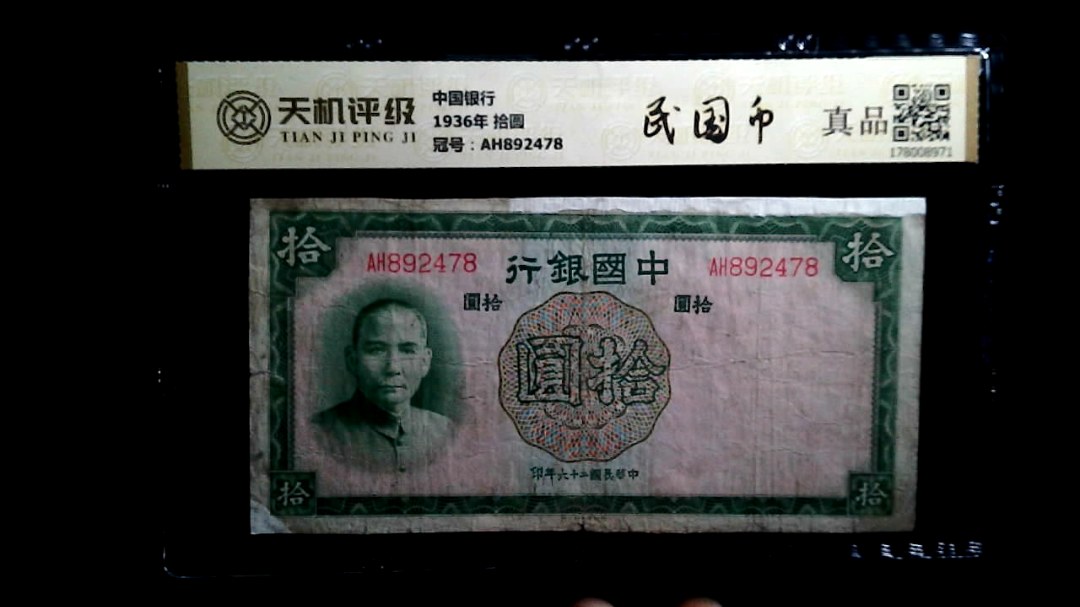 天机评级
TIAN JI PING JI
中国银行
1936年 拾圆
冠号：AH892478
民国币
真品
178008971
拾
拾
AH892478
行銀國中
AH892478
圓拾
圓拾
圓拾
印年六十二國民華中
拾
拾